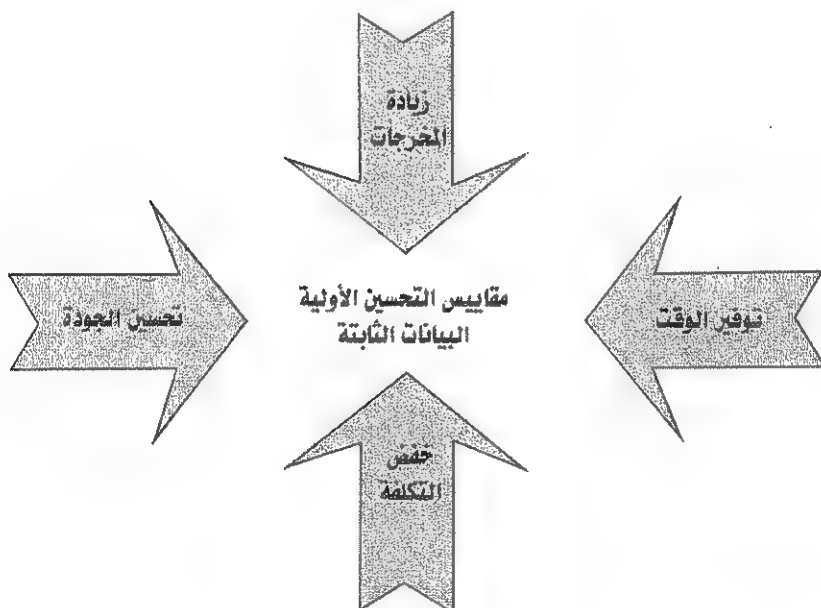 زيادة
المخرجات
توفير الوقت
مقاييس التحسين الأولية
البيانات الثابتة
تحسين الجودة
خفض
التكلفة